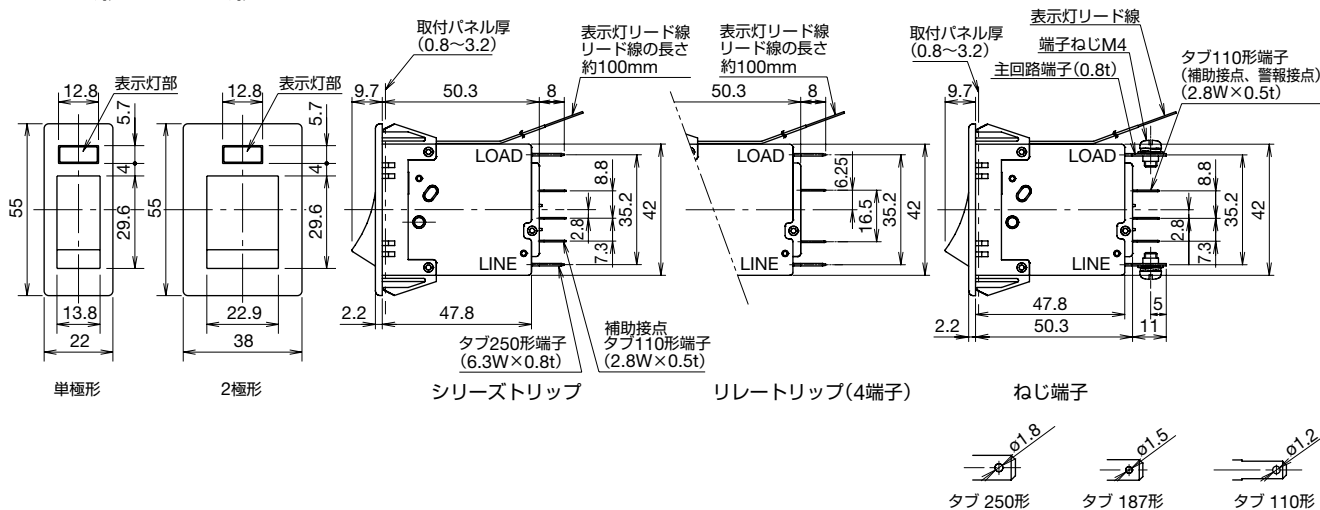 取付パネル厚
(0.8～3.2)
表示灯リード線
リード線の長さ
約100mm
表示灯リード線
リード線の長さ
約100mm
取付パネル厚
(0.8～3.2)
表示灯リード線
端子ねじM4
主回路端子(0.8t)
タブ110形端子
(補助接点、警報接点)
(2.8W×0.5t)
12.8
表示灯部
5.7
4
55
29.6
13.8
22
単極形
12.8
表示灯部
5.7
4
55
29.6
22.9
38
2極形
9.7
50.3
8
LOAD
LINE
8.8
2.8
7.3
35.2
42
2.2
47.8
タブ250形端子
(6.3W×0.8t)
補助接点
タブ110形端子
(2.8W×0.5t)
シリーズトリップ
50.3
8
LOAD
LINE
6.25
16.5
35.2
42
リレートリップ(4端子)
9.7
LOAD
LINE
8.8
2.8
7.3
35.2
42
47.8
5
2.2
50.3
11
ねじ端子
ø1.8
タブ 250形
ø1.5
タブ 187形
ø1.2
タブ 110形